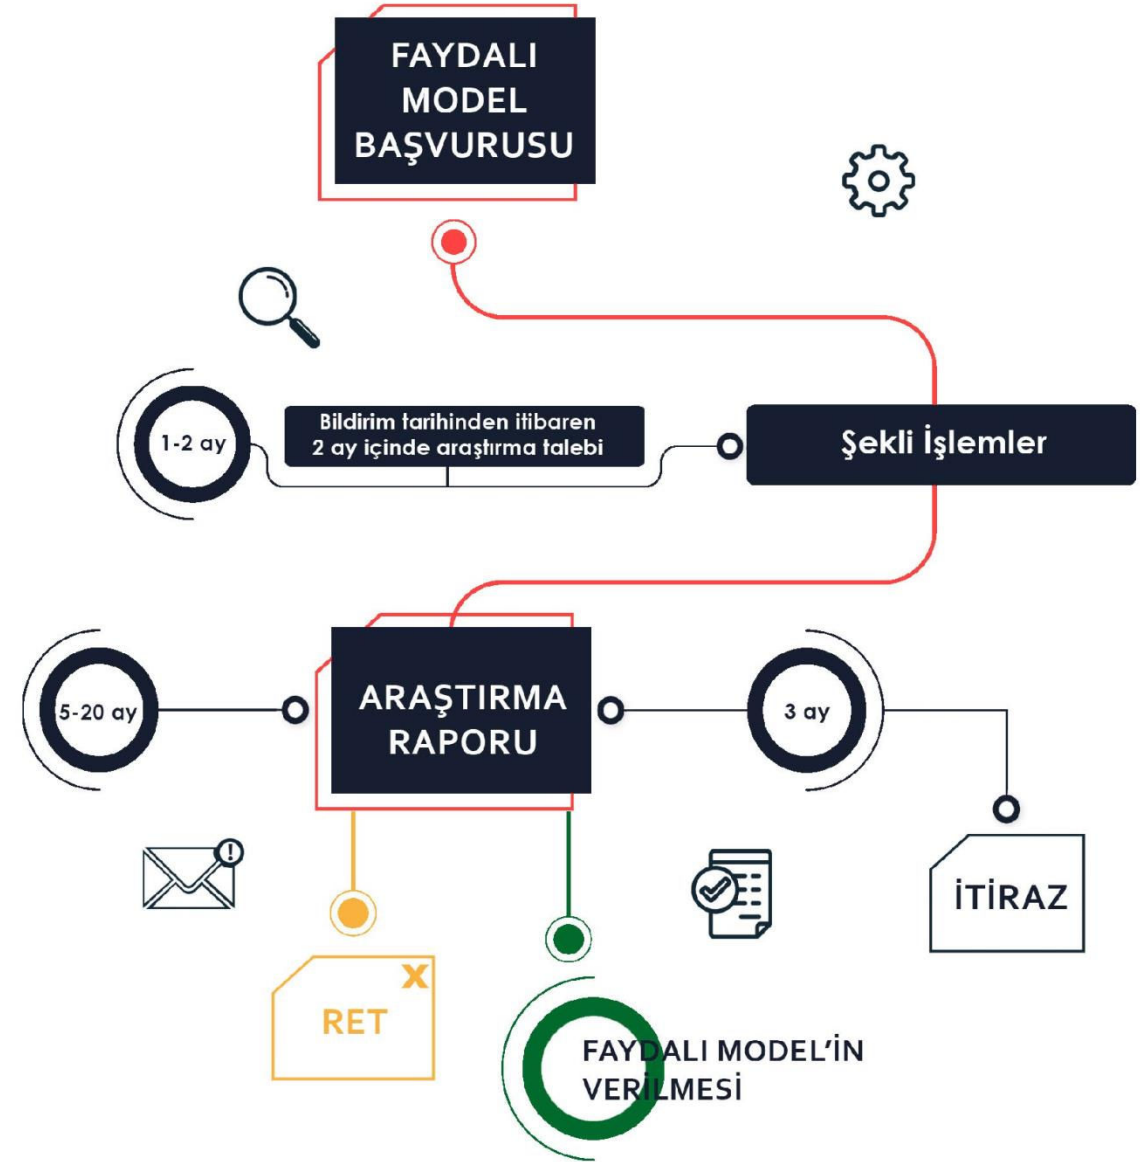 FAYDALI
MODEL
BAŞVURUSU
1-2 ay
Bildirim tarihinden itibaren
2 ay içinde araştırma talebi
Şekli İşlemler
5-20 ay
ARAŞTIRMA
RAPORU
3 ay
İTİRAZ
X
RET
FAYDALI MODEL’İN
VERİLMESİ